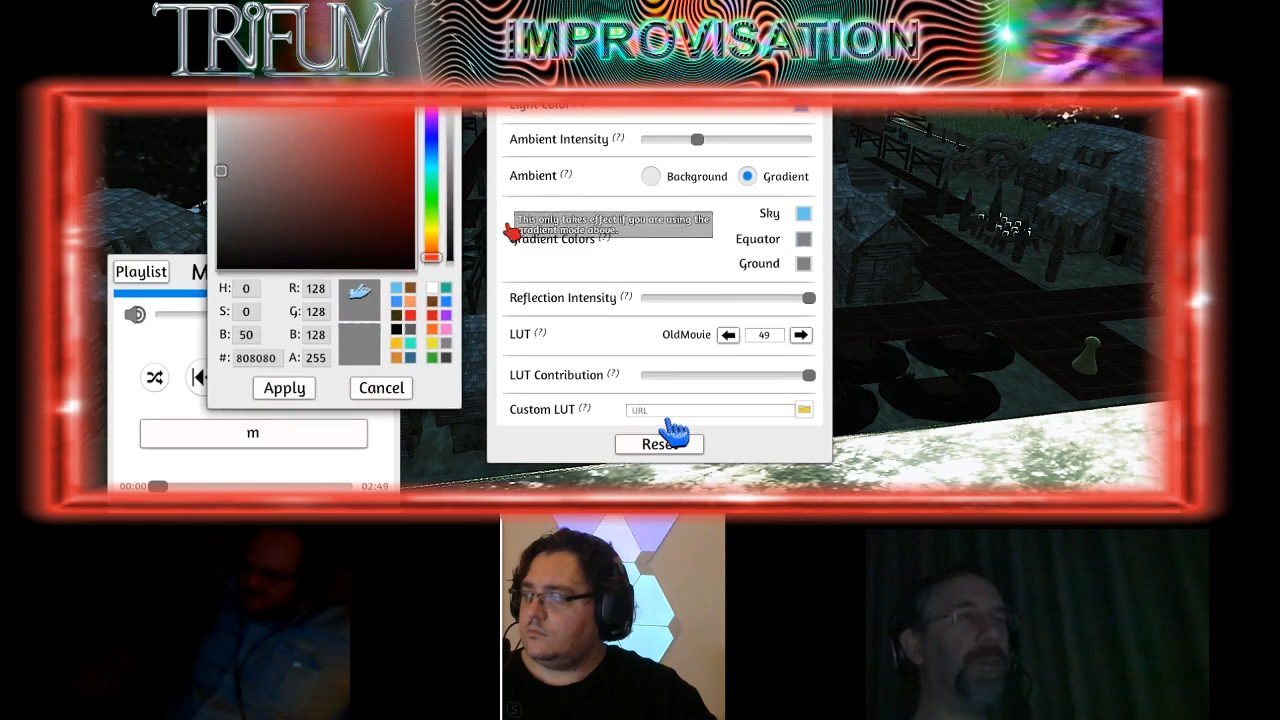 TRIFUM
IMPROVISATION
Light Color (?)
Ambient Intensity (?)
Ambient (?)
Background
Gradient
This only takes effect if you are using the
gradient mode above.
Gradient Colors (?)
Sky
Equator
Ground
Reflection Intensity (?)
LUT (?)
OldMovie
49
LUT Contribution (?)
Custom LUT (?)
URL
Reset
H: 0
R: 128
S: 0
G: 128
B: 50
B: 128
#: 808080
A: 255
Apply
Cancel
Playlist
M
m
00:00
02:49